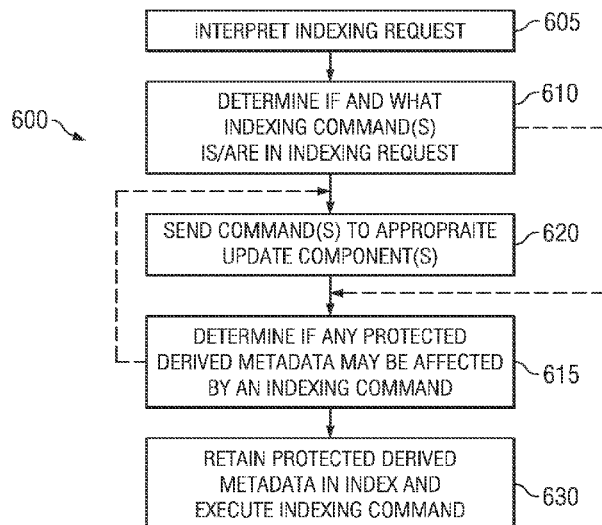 INTERPRET INDEXING REQUEST
605
DETERMINE IF AND WHAT
INDEXING COMMAND(S)
IS/ARE IN INDEXING REQUEST
610
600
SEND COMMAND(S) TO APPROPRAITE
UPDATE COMPONENT(S)
620
DETERMINE IF ANY PROTECTED
DERIVED METADATA MAY BE AFFECTED
BY AN INDEXING COMMAND
615
RETAIN PROTECTED DERIVED
METADATA IN INDEX AND
EXECUTE INDEXING COMMAND
630